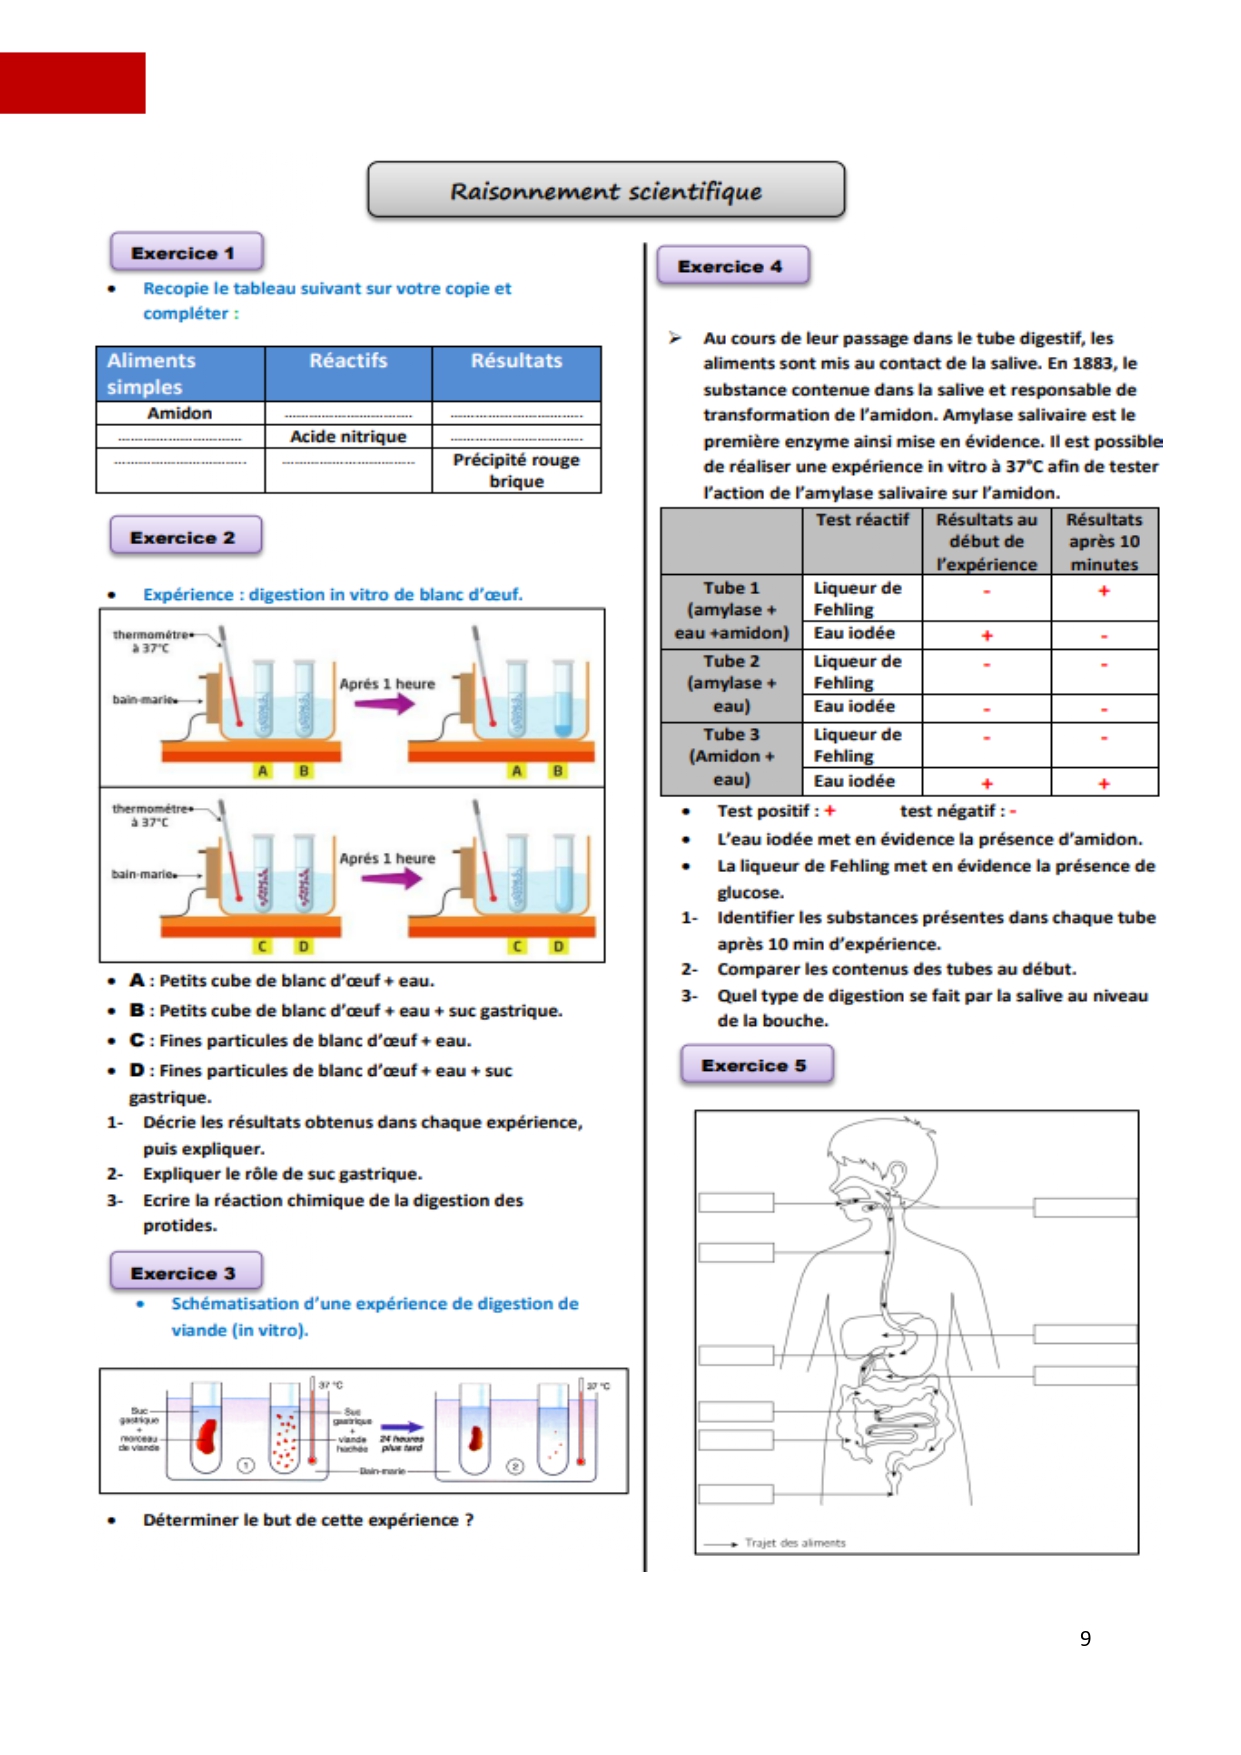 Raisonnement scientifique
Exercice 1
• Recopie le tableau suivant sur votre copie et
compléter :
Aliments simples Réactifs Résultats
Amidon ................................ ................................
................................ Acide nitrique ................................
................................ ................................ Précipité rouge brique
Exercice 2
• Expérience : digestion in vitro de blanc d'œuf.
thermomètre à 37°C
bain-marie
Aprés 1 heure
A B A B
thermomètre à 37°C
bain-marie
Aprés 1 heure
C D C D
• A : Petits cube de blanc d'œuf + eau.
• B : Petits cube de blanc d'œuf + eau + suc gastrique.
• C : Fines particules de blanc d'œuf + eau.
• D : Fines particules de blanc d'œuf + eau + suc
gastrique.
1- Décrie les résultats obtenus dans chaque expérience,
puis expliquer.
2- Expliquer le rôle de suc gastrique.
3- Ecrire la réaction chimique de la digestion des
protides.
Exercice 3
• Schématisation d'une expérience de digestion de
viande (in vitro).
37 °C
37 °C
Suc gastrique + morceau de viande
Suc gastrique + viande hachée
24 heures plus tard
1
2
Bain-marie
• Déterminer le but de cette expérience ?
Exercice 4
➢ Au cours de leur passage dans le tube digestif, les
aliments sont mis au contact de la salive. En 1883, le
substance contenue dans la salive et responsable de
transformation de l'amidon. Amylase salivaire est le
première enzyme ainsi mise en évidence. Il est possible
de réaliser une expérience in vitro à 37°C afin de tester
l'action de l'amylase salivaire sur l'amidon.
Test réactif Résultats au début de l'expérience Résultats après 10 minutes
Tube 1 (amylase + eau +amidon) Liqueur de Fehling - +
Eau iodée + -
Tube 2 (amylase + eau) Liqueur de Fehling - -
Eau iodée - -
Tube 3 (Amidon + eau) Liqueur de Fehling - -
Eau iodée + +
• Test positif : + test négatif : -
• L'eau iodée met en évidence la présence d'amidon.
• La liqueur de Fehling met en évidence la présence de
glucose.
1- Identifier les substances présentes dans chaque tube
après 10 min d'expérience.
2- Comparer les contenus des tubes au début.
3- Quel type de digestion se fait par la salive au niveau
de la bouche.
Exercice 5
Trajet des aliments
9